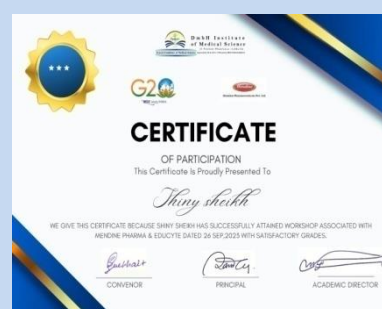 DmSH Institute
of Medical Science
G20
CERTIFICATE
OF PARTICIPATION
This Certificate Is Proudly Presented To
Shiny sheikh
WE GIVE THIS CERTIFICATE BECAUSE SHINY SHEIKH HAS SUCCESSFULLY ATTAINED WORKSHOP ASSOCIATED WITH
MENDINE PHARMA & EDUCYTE DATED 26 SEP,2023 WITH SATISFACTORY GRADES.
CONVENOR
PRINCIPAL
ACADEMIC DIRECTOR